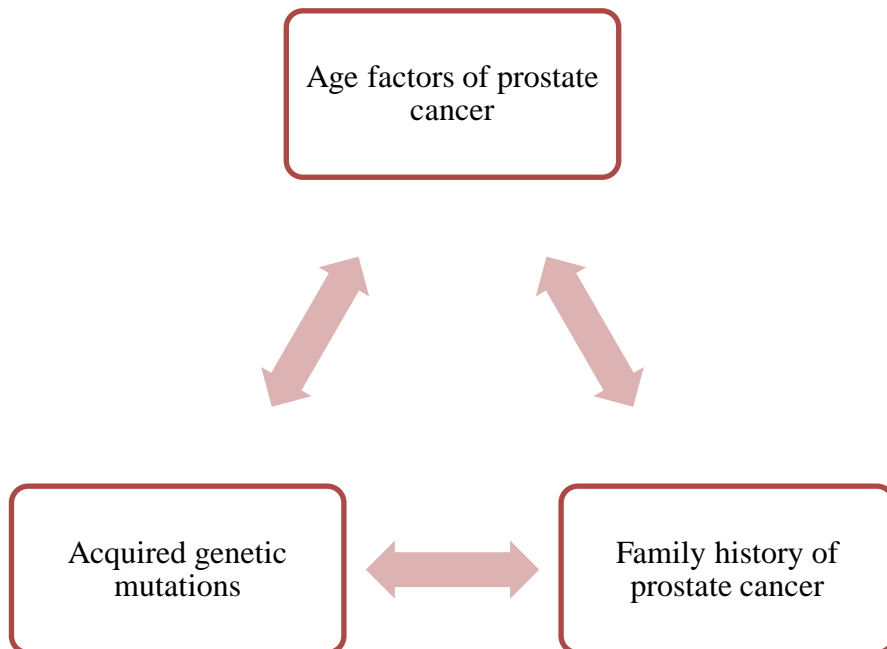 Age factors of prostate
cancer
Acquired genetic
mutations
Family history of
prostate cancer